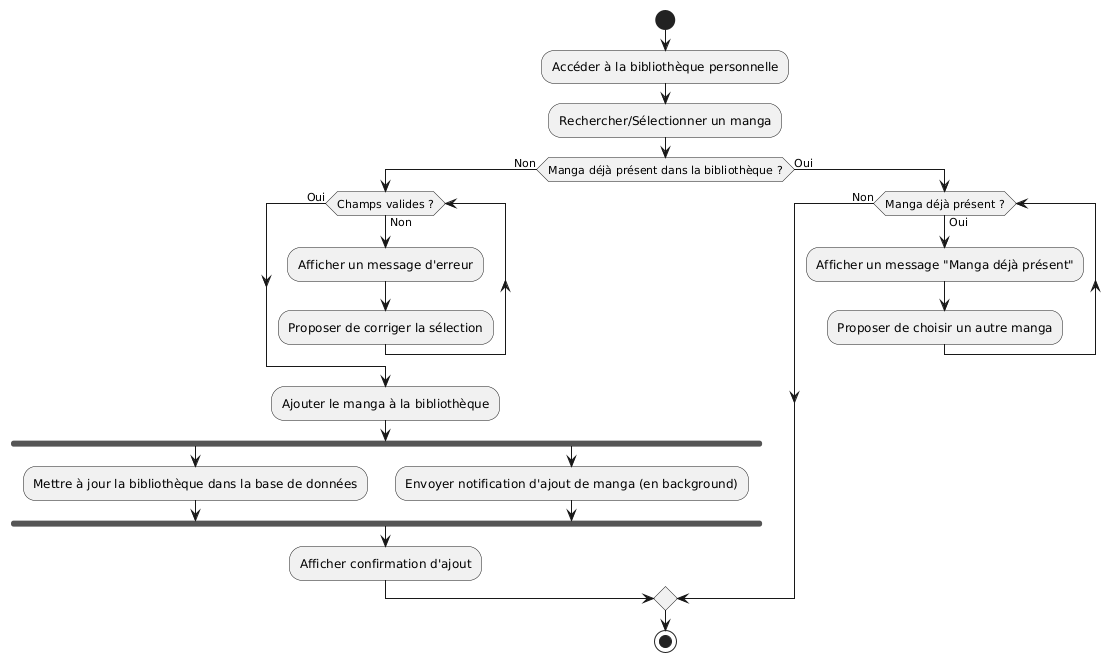 Accéder à la bibliothèque personnelle
Rechercher/Sélectionner un manga
Non
Manga déjà présent dans la bibliothèque ?
Oui
Oui
Champs valides ?
Non
Manga déjà présent ?
Non
Oui
Afficher un message d'erreur
Afficher un message "Manga déjà présent"
Proposer de corriger la sélection
Proposer de choisir un autre manga
Ajouter le manga à la bibliothèque
Mettre à jour la bibliothèque dans la base de données
Envoyer notification d'ajout de manga (en background)
Afficher confirmation d'ajout